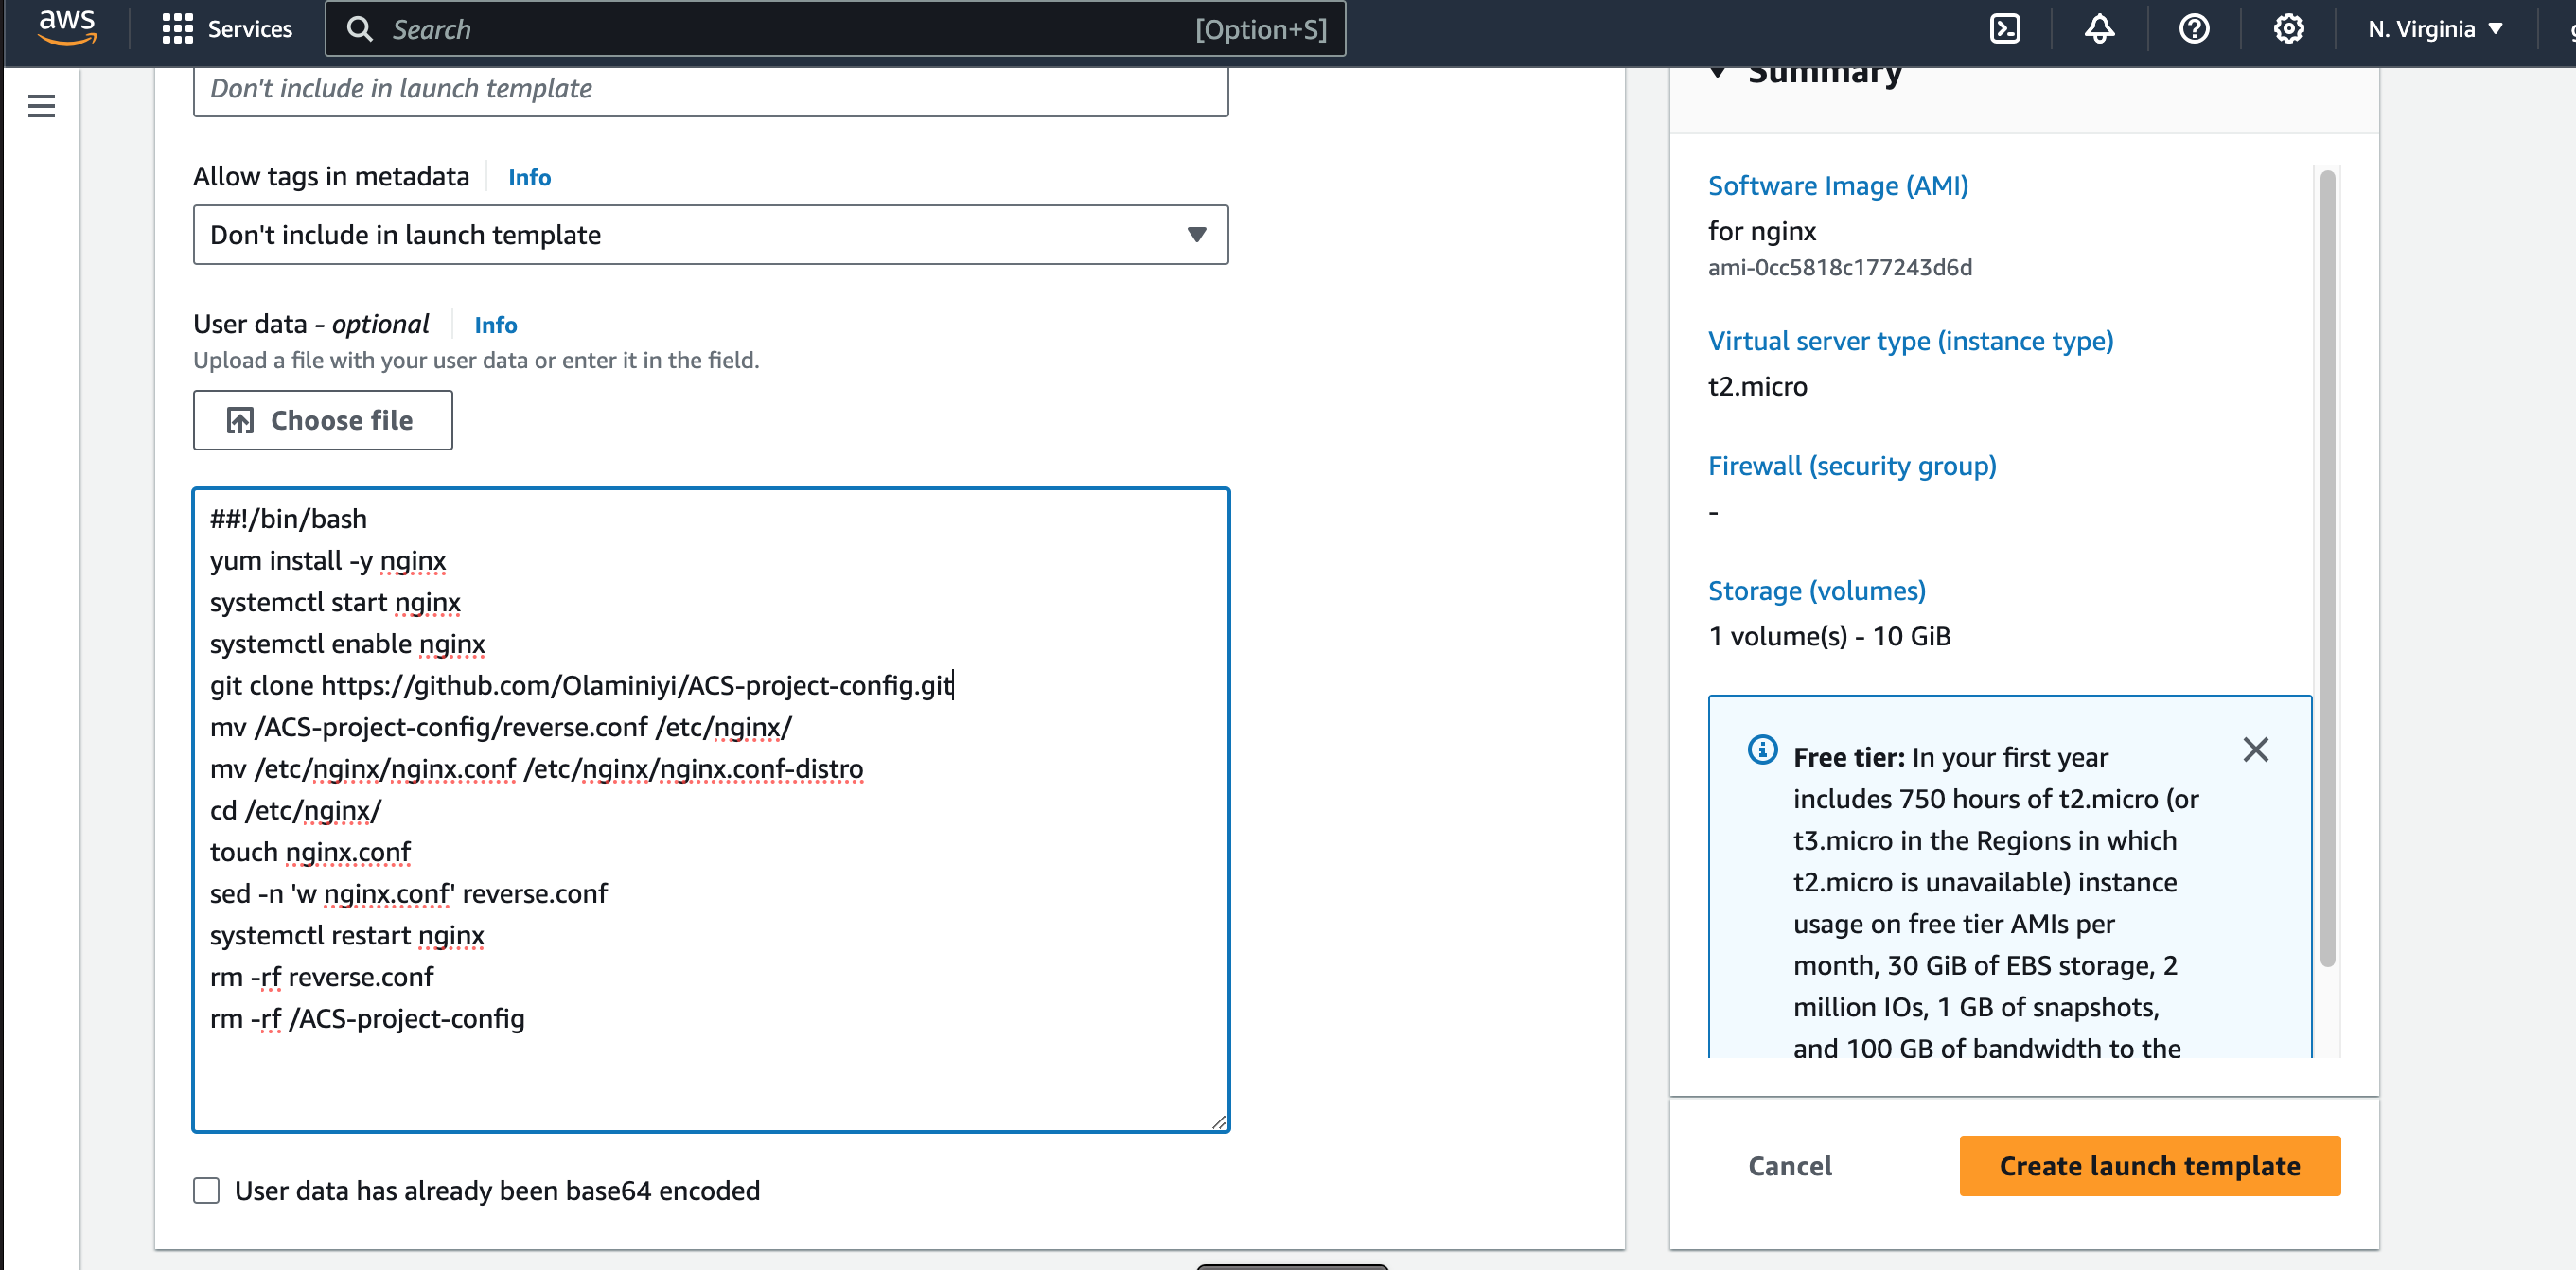 aws
Services
Search
[Option+S]
N. Virginia
Don't include in launch template
Allow tags in metadata
Info
Don't include in launch template
User data - optional
Info
Upload a file with your user data or enter it in the field.
Choose file
##!/bin/bash
yum install -y nginx
systemctl start nginx
systemctl enable nginx
git clone https://github.com/Olaminiyi/ACS-project-config.git
mv /ACS-project-config/reverse.conf /etc/nginx/
mv /etc/nginx/nginx.conf /etc/nginx/nginx.conf-distro
cd /etc/nginx/
touch nginx.conf
sed -n 'w nginx.conf' reverse.conf
systemctl restart nginx
rm -rf reverse.conf
rm -rf /ACS-project-config
User data has already been base64 encoded
Summary
Software Image (AMI)
for nginx
ami-0cc5818c177243d6d
Virtual server type (instance type)
t2.micro
Firewall (security group)
-
Storage (volumes)
1 volume(s) - 10 GiB
Free tier: In your first year
includes 750 hours of t2.micro (or
t3.micro in the Regions in which
t2.micro is unavailable) instance
usage on free tier AMIs per
month, 30 GiB of EBS storage, 2
million IOs, 1 GB of snapshots,
and 100 GB of bandwidth to the
Cancel
Create launch template